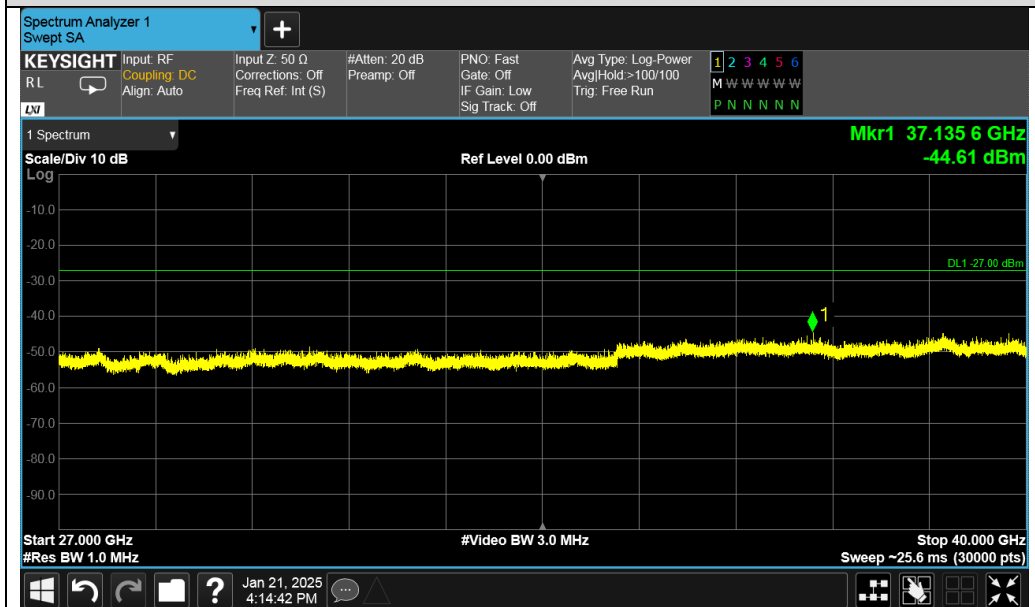 Spectrum Analyzer 1
Swept SA
+
KEYSIGHT
RL
LXI
Input: RF
Coupling: DC
Align: Auto
Input Z: 50 Ω
Corrections: Off
Freq Ref: Int (S)
#Atten: 20 dB
Preamp: Off
PNO: Fast
Gate: Off
IF Gain: Low
Sig Track: Off
Avg Type: Log-Power
Avg|Hold:>100/100
Trig: Free Run
1 2 3 4 5 6
M W W W W W
P N N N N N
1 Spectrum
Mkr1 37.135 6 GHz
Scale/Div 10 dB
Ref Level 0.00 dBm
-44.61 dBm
Log
-10.0
-20.0
DL1 -27.00 dBm
-30.0
1
-40.0
-50.0
-60.0
-70.0
-80.0
-90.0
Start 27.000 GHz
#Video BW 3.0 MHz
Stop 40.000 GHz
#Res BW 1.0 MHz
Sweep ~25.6 ms (30000 pts)
?
Jan 21, 2025
4:14:42 PM